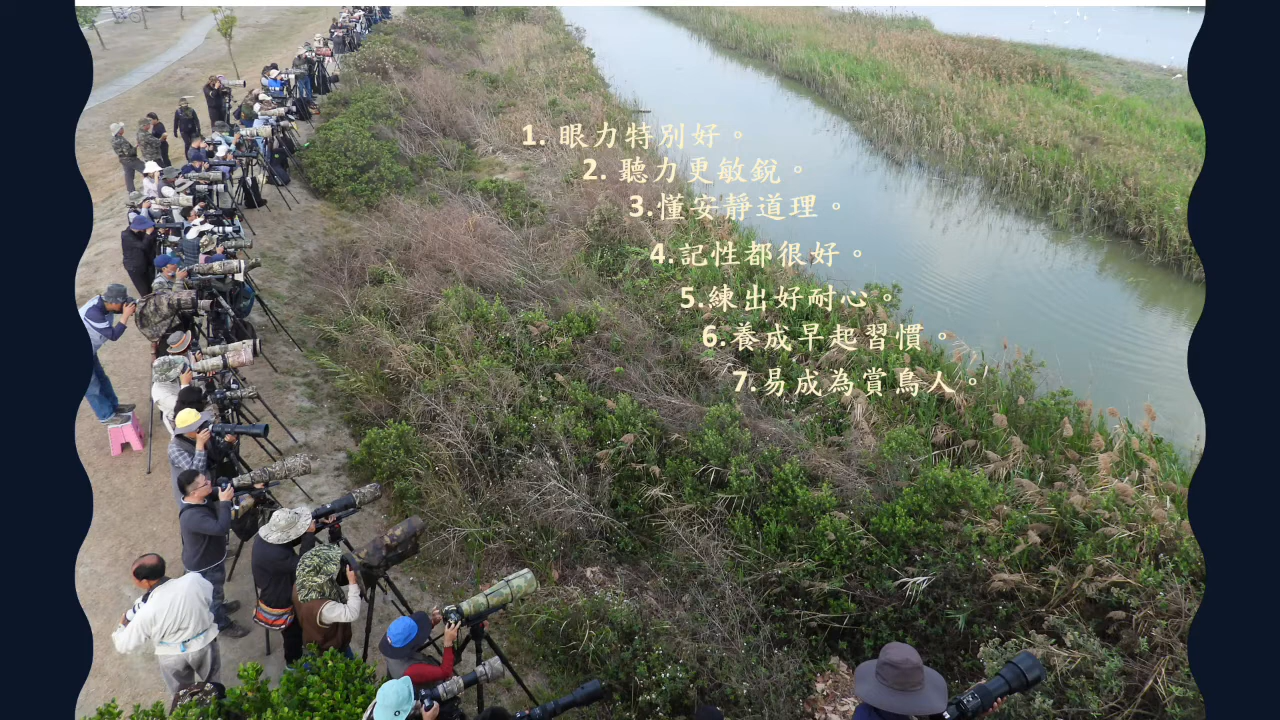 1. 眼力特別好。
2. 聽力更敏銳。
3.懂安靜道理。
4.記性都很好。
5.練出好耐心。
6.養成早起習慣。
7.易成為賞鳥人。